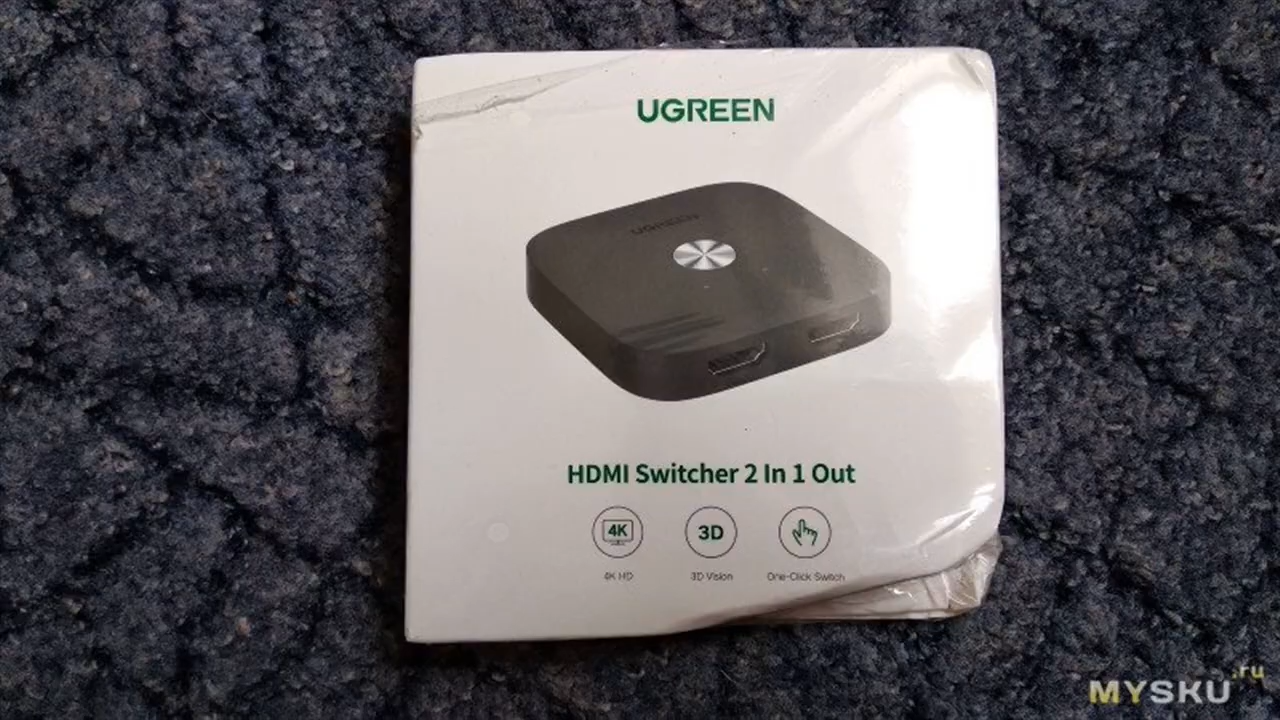 UGREEN
UGREEN
HDMI Switcher 2 In 1 Out
4K
3D
4K HD
3D Vision
One-Click Switch
MYSKU.ru